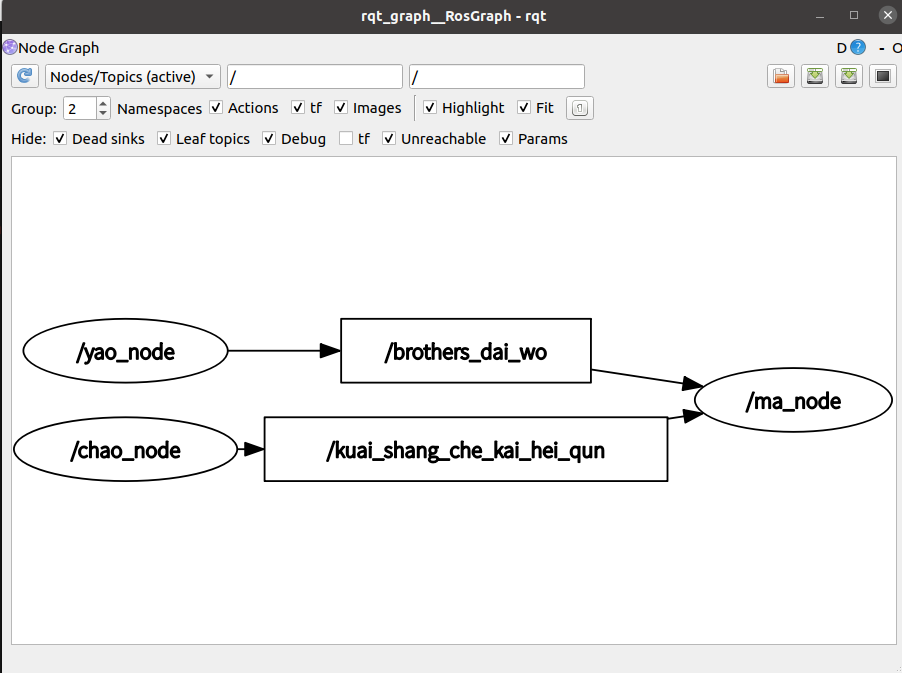 rqt_graph__RosGraph - rqt
Node Graph D ? - O
Nodes/Topics (active) / /
Group: 2 Namespaces Actions tf Images Highlight Fit
Hide: Dead sinks Leaf topics Debug tf Unreachable Params
/yao_node
/brothers_dai_wo
/ma_node
/chao_node
/kuai_shang_che_kai_hei_qun